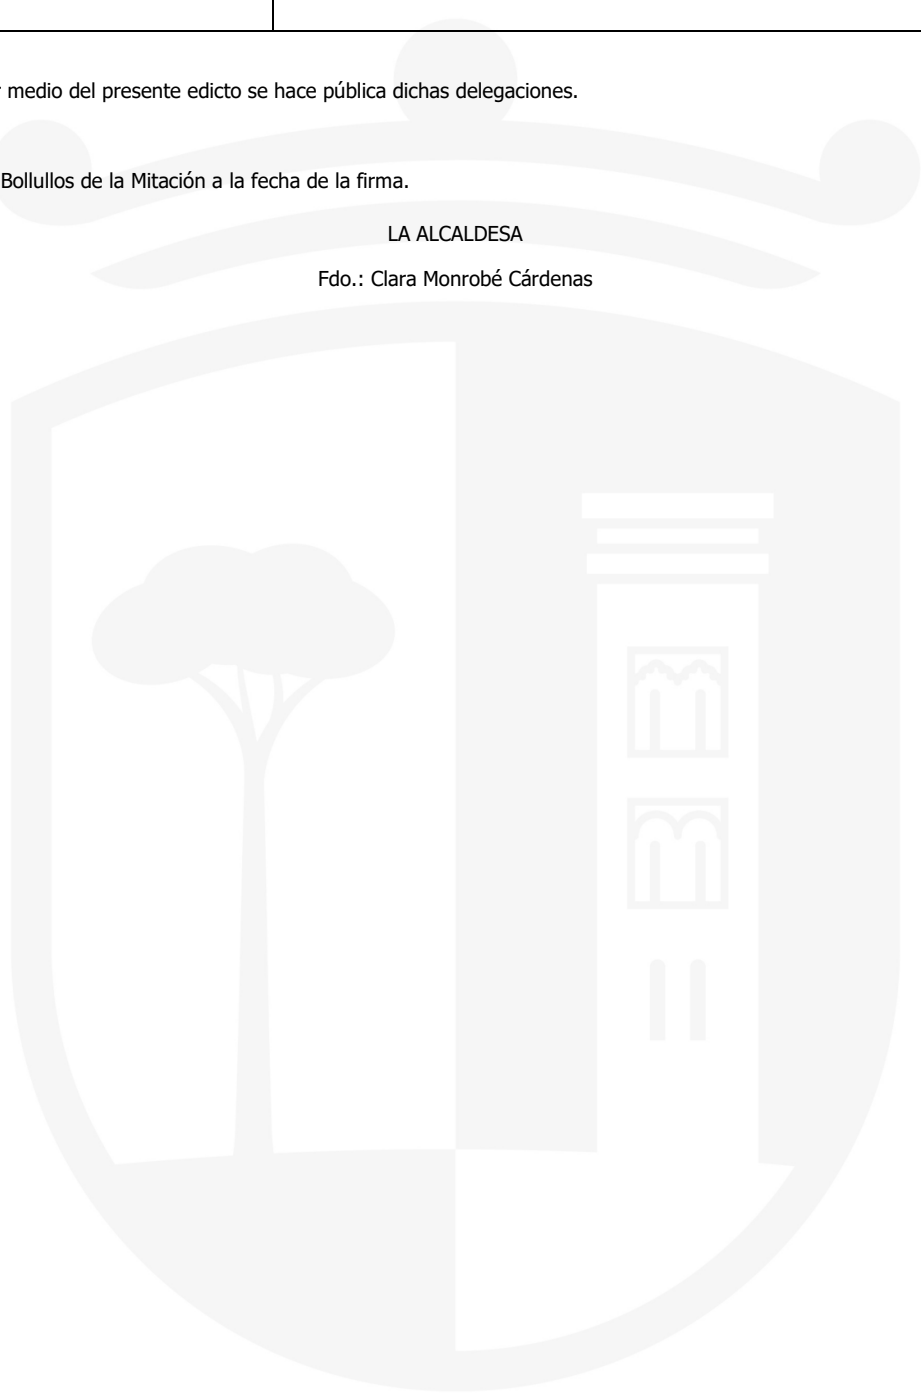 medio del presente edicto se hace pública dichas delegaciones.
Bollullos de la Mitación a la fecha de la firma.
LA ALCALDESA
Fdo.: Clara Monrobé Cárdenas